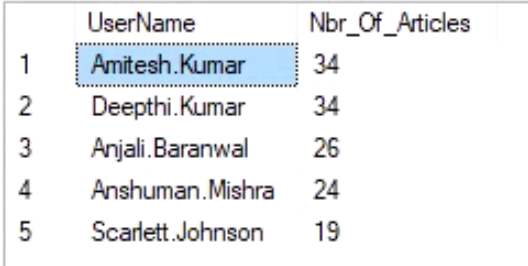 UserName Nbr_Of_Articles
1 Amitesh.Kumar 34
2 Deepthi.Kumar 34
3 Anjali.Baranwal 26
4 Anshuman.Mishra 24
5 Scarlett.Johnson 19